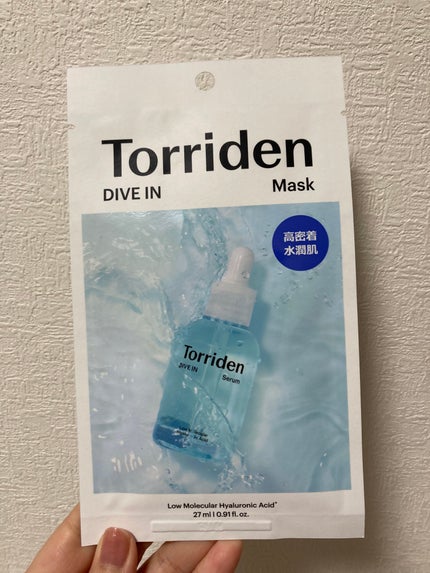 Torriden
DIVE IN Mask
高密着
水潤肌
Torriden
DIVE IN
Serum
Low Molecular Hyaluronic Acid*
27 ml | 0.91 fl. oz.